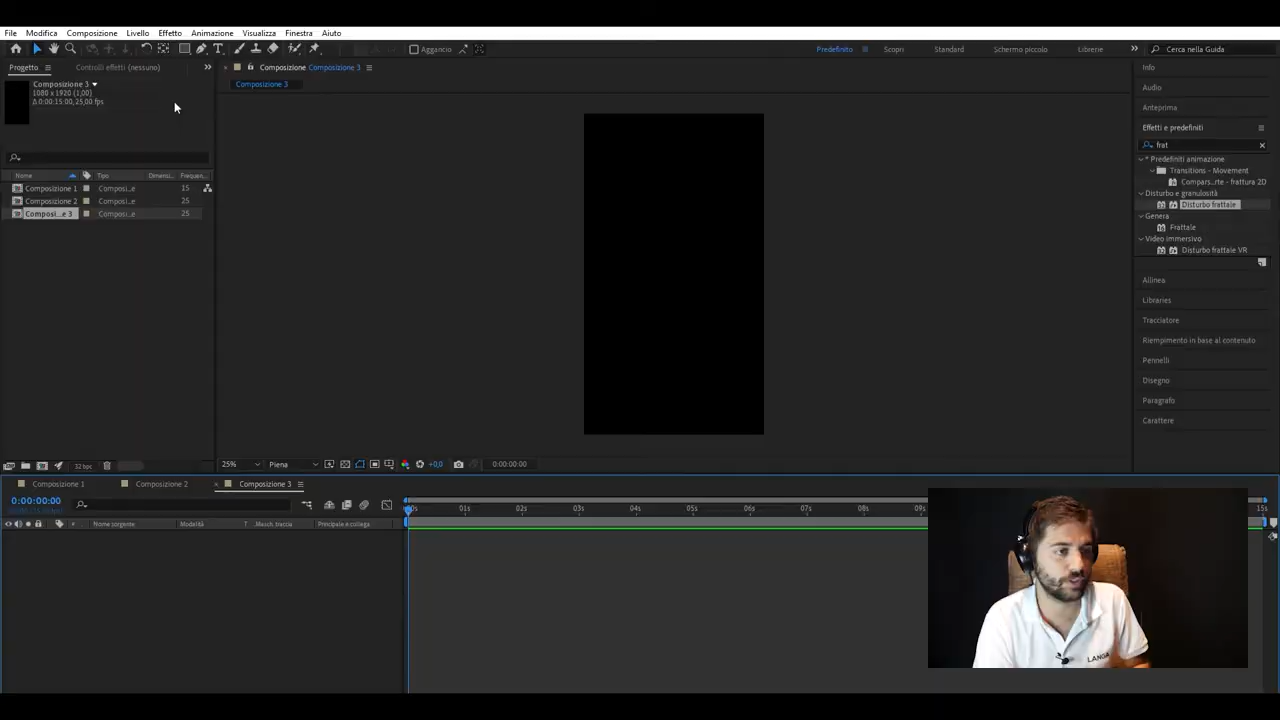 File Modifica Composizione Livello Effetto Animazione Visualizza Finestra Aiuto
Aggancio Predefinito Scopri Standard Schermo piccolo Librerie Cerca nella Guida
Progetto Controlli effetti (nessuno) Composizione Composizione 3
Composizione 3
Composizione 3
1080 x 1920 (1,00)
Δ 0:00:15:00, 25,00 fps
Nome Tipo Dimensi... Frequen...
Composizione 1 Composi...e 15
Composizione 2 Composi...e 25
Composi...e 3 Composi...e 25
Info
Audio
Anteprima
Effetti e predefiniti
frat
* Predefiniti animazione
Transitions - Movement
Compars...rte - frattura 2D
Disturbo e granulosità
Disturbo frattale
Genera
Frattale
Video immersivo
Disturbo frattale VR
Allinea
Libraries
Tracciatore
Riempimento in base al contenuto
Pennelli
Disegno
Paragrafo
Carattere
32 bpc 25% Piena +0,0 0:00:00:00
Composizione 1 Composizione 2 Composizione 3
0:00:00:00
01s 02s 03s 04s 05s 06s 07s 08s 09s 15s
# Nome sorgente Modalità T Masch. traccia Principale e collega
LANGA